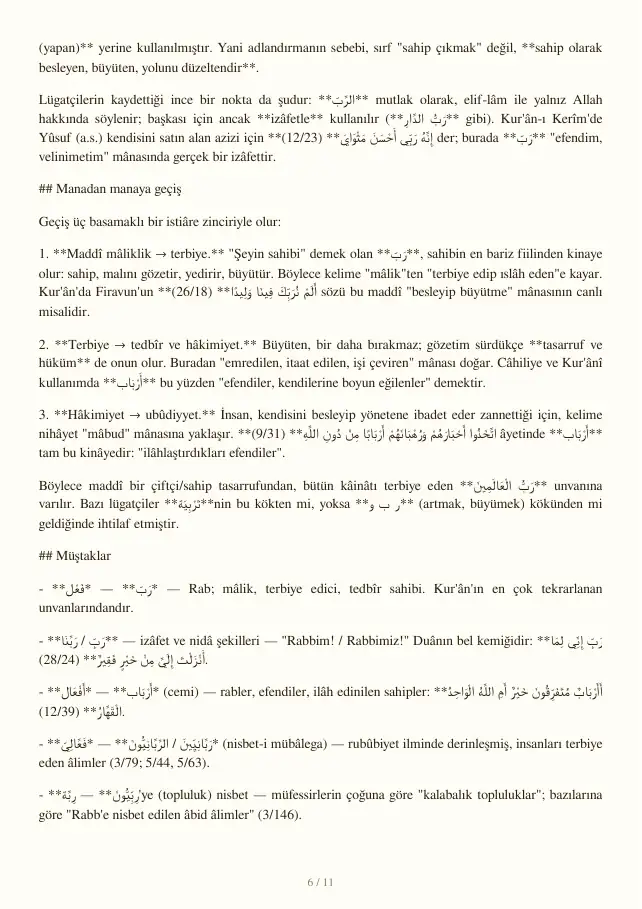 (yapan)** yerine kullanılmıştır. Yani adlandırmanın sebebi, sırf "sahip çıkmak" değil, **sahip olarak
besleyen, büyüten, yolunu düzeltendir**.
Lügatçilerin kaydettiği ince bir nokta da şudur: **الرَّبّ** mutlak olarak, elif-lâm ile yalnız Allah
hakkında söylenir; başkası için ancak **izâfetle** kullanılır (**رَبُّ الدَّارِ** gibi). Kur'ân-ı Kerîm'de
Yûsuf (a.s.) kendisini satın alan azizi için **إِنَّهُ رَبِّي أَحْسَنَ مَثْوَايَ** (12/23) der; burada **رَبّ** "efendim,
velinimetim" mânasında gerçek bir izâfettir.
## Manadan manaya geçiş
Geçiş üç basamaklı bir istiâre zinciriyle olur:
1. **Maddî mâliklik → terbiye.** "Şeyin sahibi" demek olan **رَبّ**, sahibin en bariz fiilinden kinaye
olur: sahip, malını gözetir, yedirir, büyütür. Böylece kelime "mâlik"ten "terbiye edip ıslâh eden"e kayar.
Kur'ân'da Firavun'un **أَلَمْ نُرَبِّكَ فِينَا وَلِيدًا** (26/18) sözü bu maddî "besleyip büyütme" mânasının canlı
misalidir.
2. **Terbiye → tedbîr ve hâkimiyet.** Büyüten, bir daha bırakmaz; gözetim sürdükçe **tasarruf ve
hüküm** de onun olur. Buradan "emredilen, itaat edilen, işi çeviren" mânası doğar. Câhiliye ve Kur'ânî
kullanımda **أَرْبَاب** bu yüzden "efendiler, kendilerine boyun eğilenler" demektir.
3. **Hâkimiyet → ubûdiyyet.** İnsan, kendisini besleyip yönetene ibadet eder zannettiği için, kelime
nihâyet "mâbud" mânasına yaklaşır. **اتَّخَذُوا أَحْبَارَهُمْ وَرُهْبَانَهُمْ أَرْبَابًا مِنْ دُونِ اللَّهِ** (9/31) âyetinde **أَرْبَاب**
tam bu kinâyedir: "ilâhlaştırdıkları efendiler".
Böylece maddî bir çiftçi/sahip tasarrufundan, bütün kâinâtı terbiye eden **رَبُّ الْعَالَمِينَ** unvanına
varılır. Bazı lügatçiler **تَرْبِيَة**nin bu kökten mi, yoksa **ر ب و** (artmak, büyümek) kökünden mi
geldiğinde ihtilaf etmiştir.
## Müştaklar
- **فَعْل* — **رَبّ* — Rab; mâlik, terbiye edici, tedbîr sahibi. Kur'ân'ın en çok tekrarlanan
unvanlarındandır.
- **رَبِّ / رَبَّنَا** — izâfet ve nidâ şekilleri — "Rabbim! / Rabbimiz!" Duânın bel kemiğidir: **رَبِّ إِنِّي لِمَا
أَنْزَلْتَ إِلَيَّ مِنْ خَيْرٍ فَقِيرٌ** (28/24).
- **أَفْعَال* — **أَرْبَاب* (cemi) — rabler, efendiler, ilâh edinilen sahipler: **أَأَرْبَابٌ مُتَفَرِّقُونَ خَيْرٌ أَمِ اللَّهُ الْوَاحِدُ
الْقَهَّارُ** (12/39).
- **فَعَّالِيّ* — **رَبَّانِيِّينَ / الرَّبَّانِيُّونَ* (nisbet-i mübâlega) — rubûbiyet ilminde derinleşmiş, insanları terbiye
eden âlimler (3/79; 5/44, 5/63).
- **رِبَّة — **رِبِّيُّونَ'ye (topluluk) nisbet — müfessirlerin çoğuna göre "kalabalık topluluklar"; bazılarına
göre "Rabb'e nisbet edilen âbid âlimler" (3/146).
6 / 11